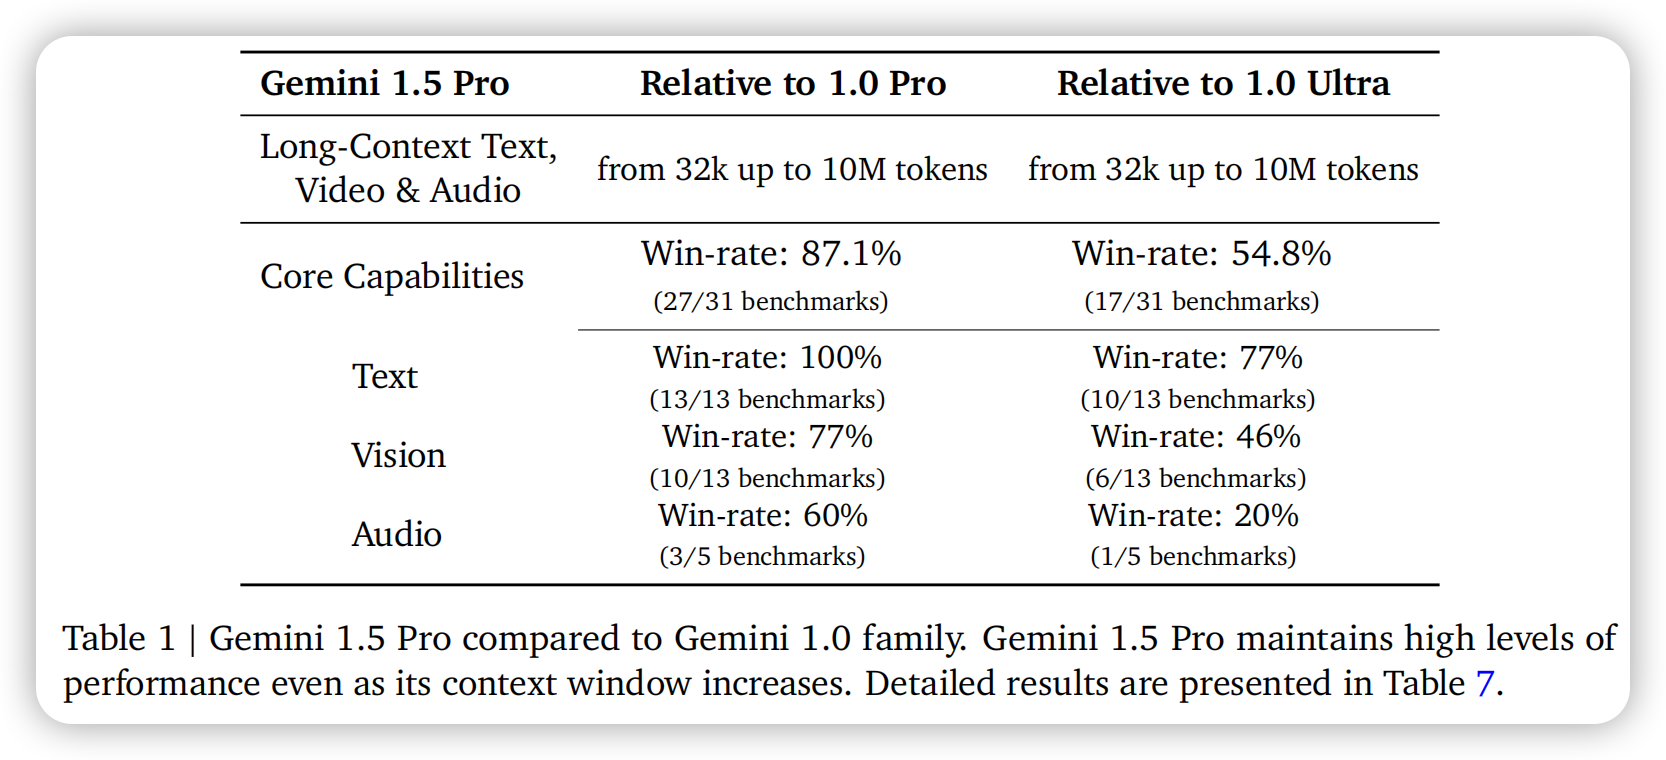 Gemini 1.5 Pro Relative to 1.0 Pro Relative to 1.0 Ultra
Long-Context Text,
Video & Audio
from 32k up to 10M tokens from 32k up to 10M tokens
Core Capabilities
Win-rate: 87.1% Win-rate: 54.8%
(27/31 benchmarks) (17/31 benchmarks)
Text
Win-rate: 100% Win-rate: 77%
(13/13 benchmarks) (10/13 benchmarks)
Vision
Win-rate: 77% Win-rate: 46%
(10/13 benchmarks) (6/13 benchmarks)
Audio
Win-rate: 60% Win-rate: 20%
(3/5 benchmarks) (1/5 benchmarks)
Table 1 | Gemini 1.5 Pro compared to Gemini 1.0 family. Gemini 1.5 Pro maintains high levels of
performance even as its context window increases. Detailed results are presented in Table 7.